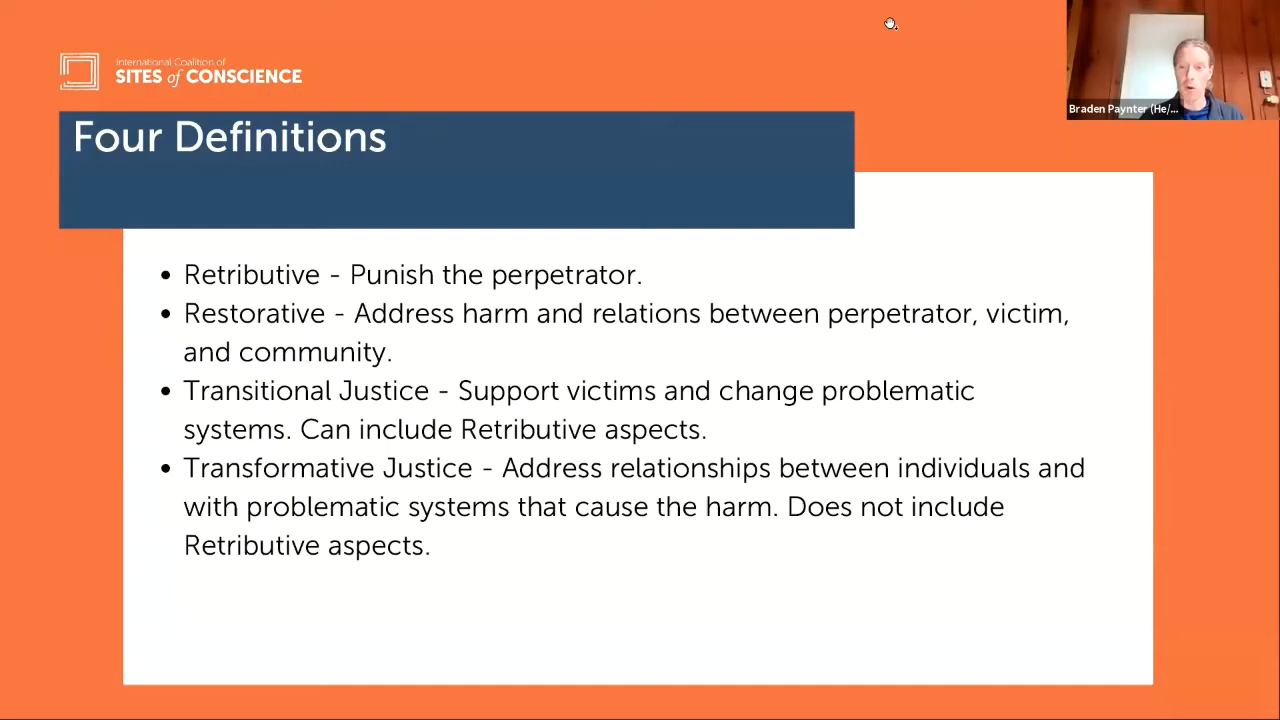 International Coalition of
SITES of CONSCIENCE
Braden Paynter (He/...
Four Definitions
• Retributive - Punish the perpetrator.
• Restorative - Address harm and relations between perpetrator, victim,
and community.
• Transitional Justice - Support victims and change problematic
systems. Can include Retributive aspects.
• Transformative Justice - Address relationships between individuals and
with problematic systems that cause the harm. Does not include
Retributive aspects.